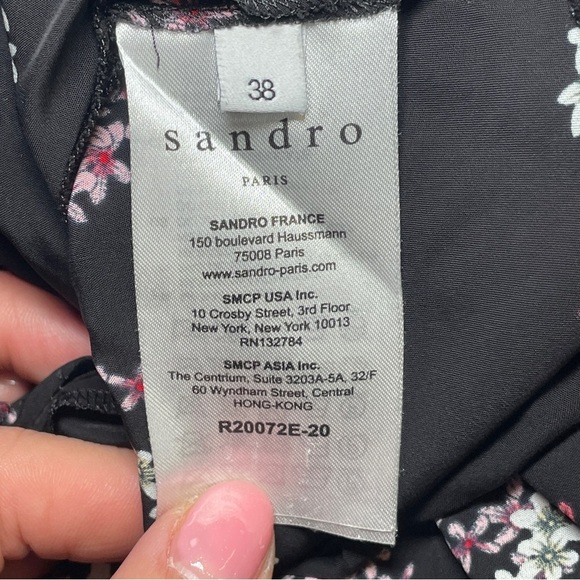 38
sandro
PARIS
SANDRO FRANCE
150 boulevard Haussmann
75008 Paris
www.sandro-paris.com
SMCP USA Inc.
10 Crosby Street, 3rd Floor
New York, New York 10013
RN132784
SMCP ASIA Inc.
The Centrium, Suite 3203A-5A, 32/F
60 Wyndham Street, Central
HONG-KONG
R20072E-20